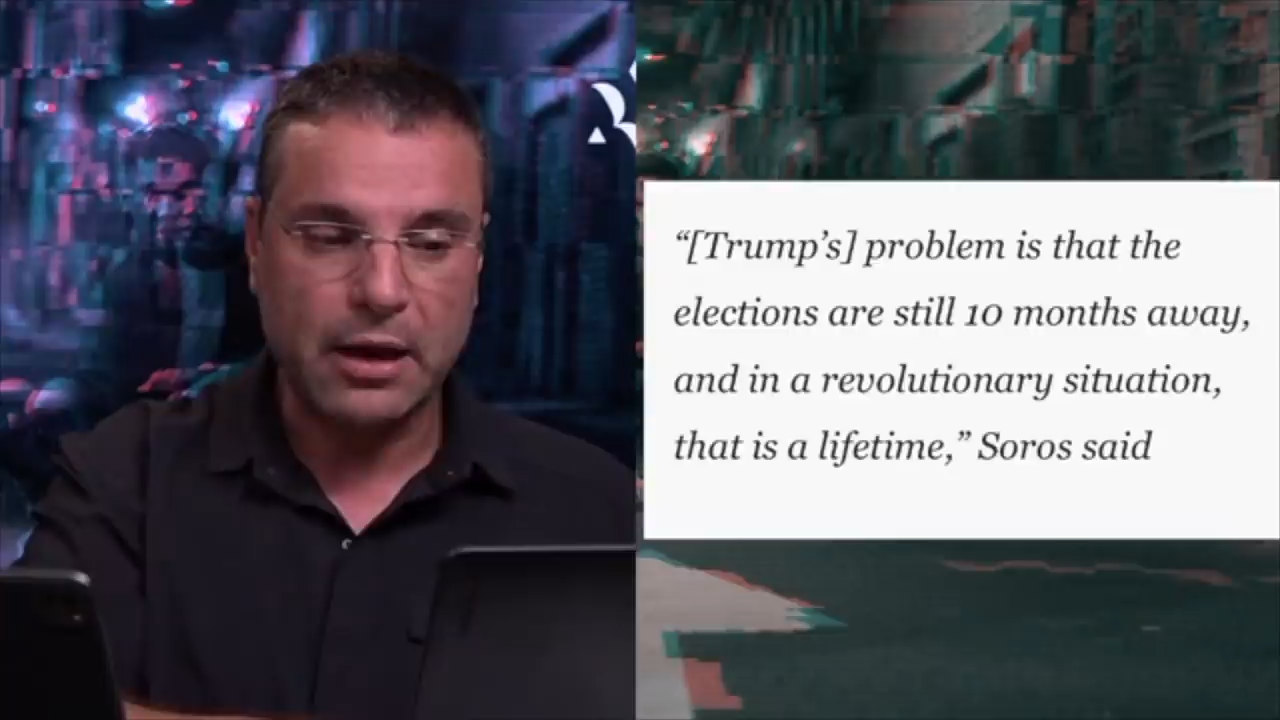 “[Trump’s] problem is that the
elections are still 10 months away,
and in a revolutionary situation,
that is a lifetime,” Soros said